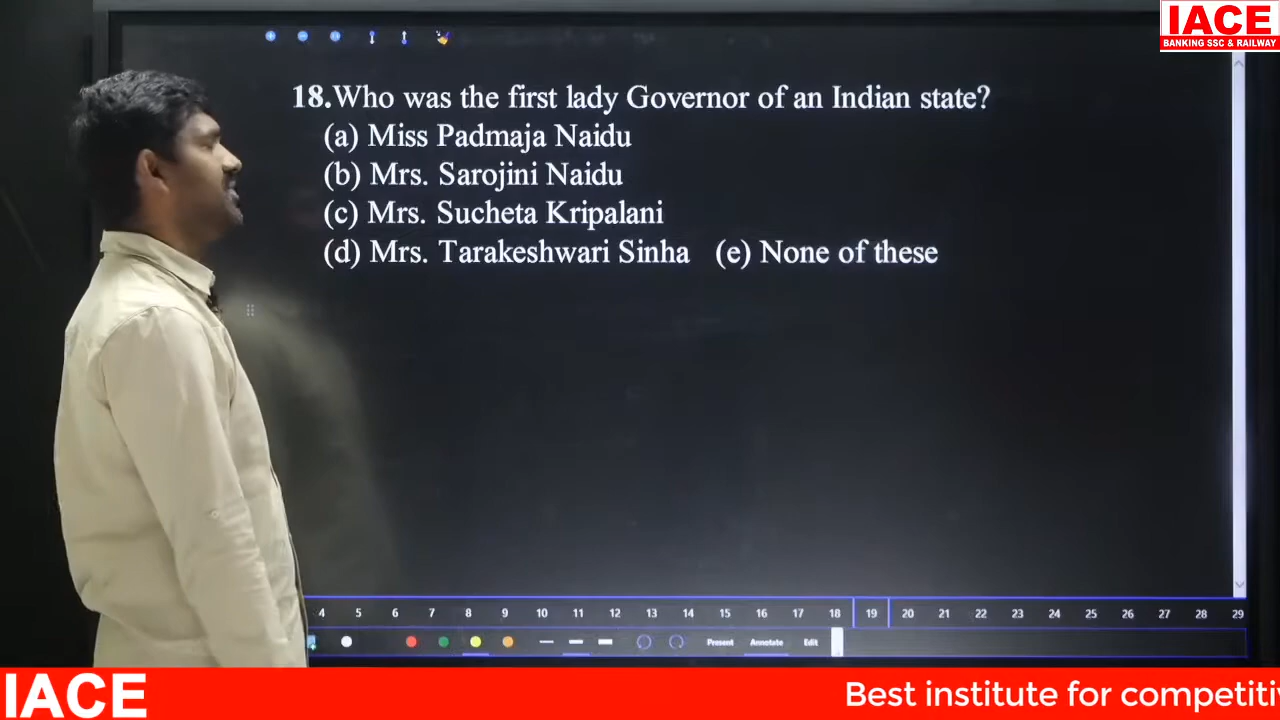 IACE
BANKING SSC & RAILWAY
18.Who was the first lady Governor of an Indian state?
(a) Miss Padmaja Naidu
(b) Mrs. Sarojini Naidu
(c) Mrs. Sucheta Kripalani
(d) Mrs. Tarakeshwari Sinha (e) None of these
4 5 6 7 8 9 10 11 12 13 14 15 16 17 18 19 20 21 22 23 24 25 26 27 28 29
Present Annotate Edit
IACE Best institute for competiti